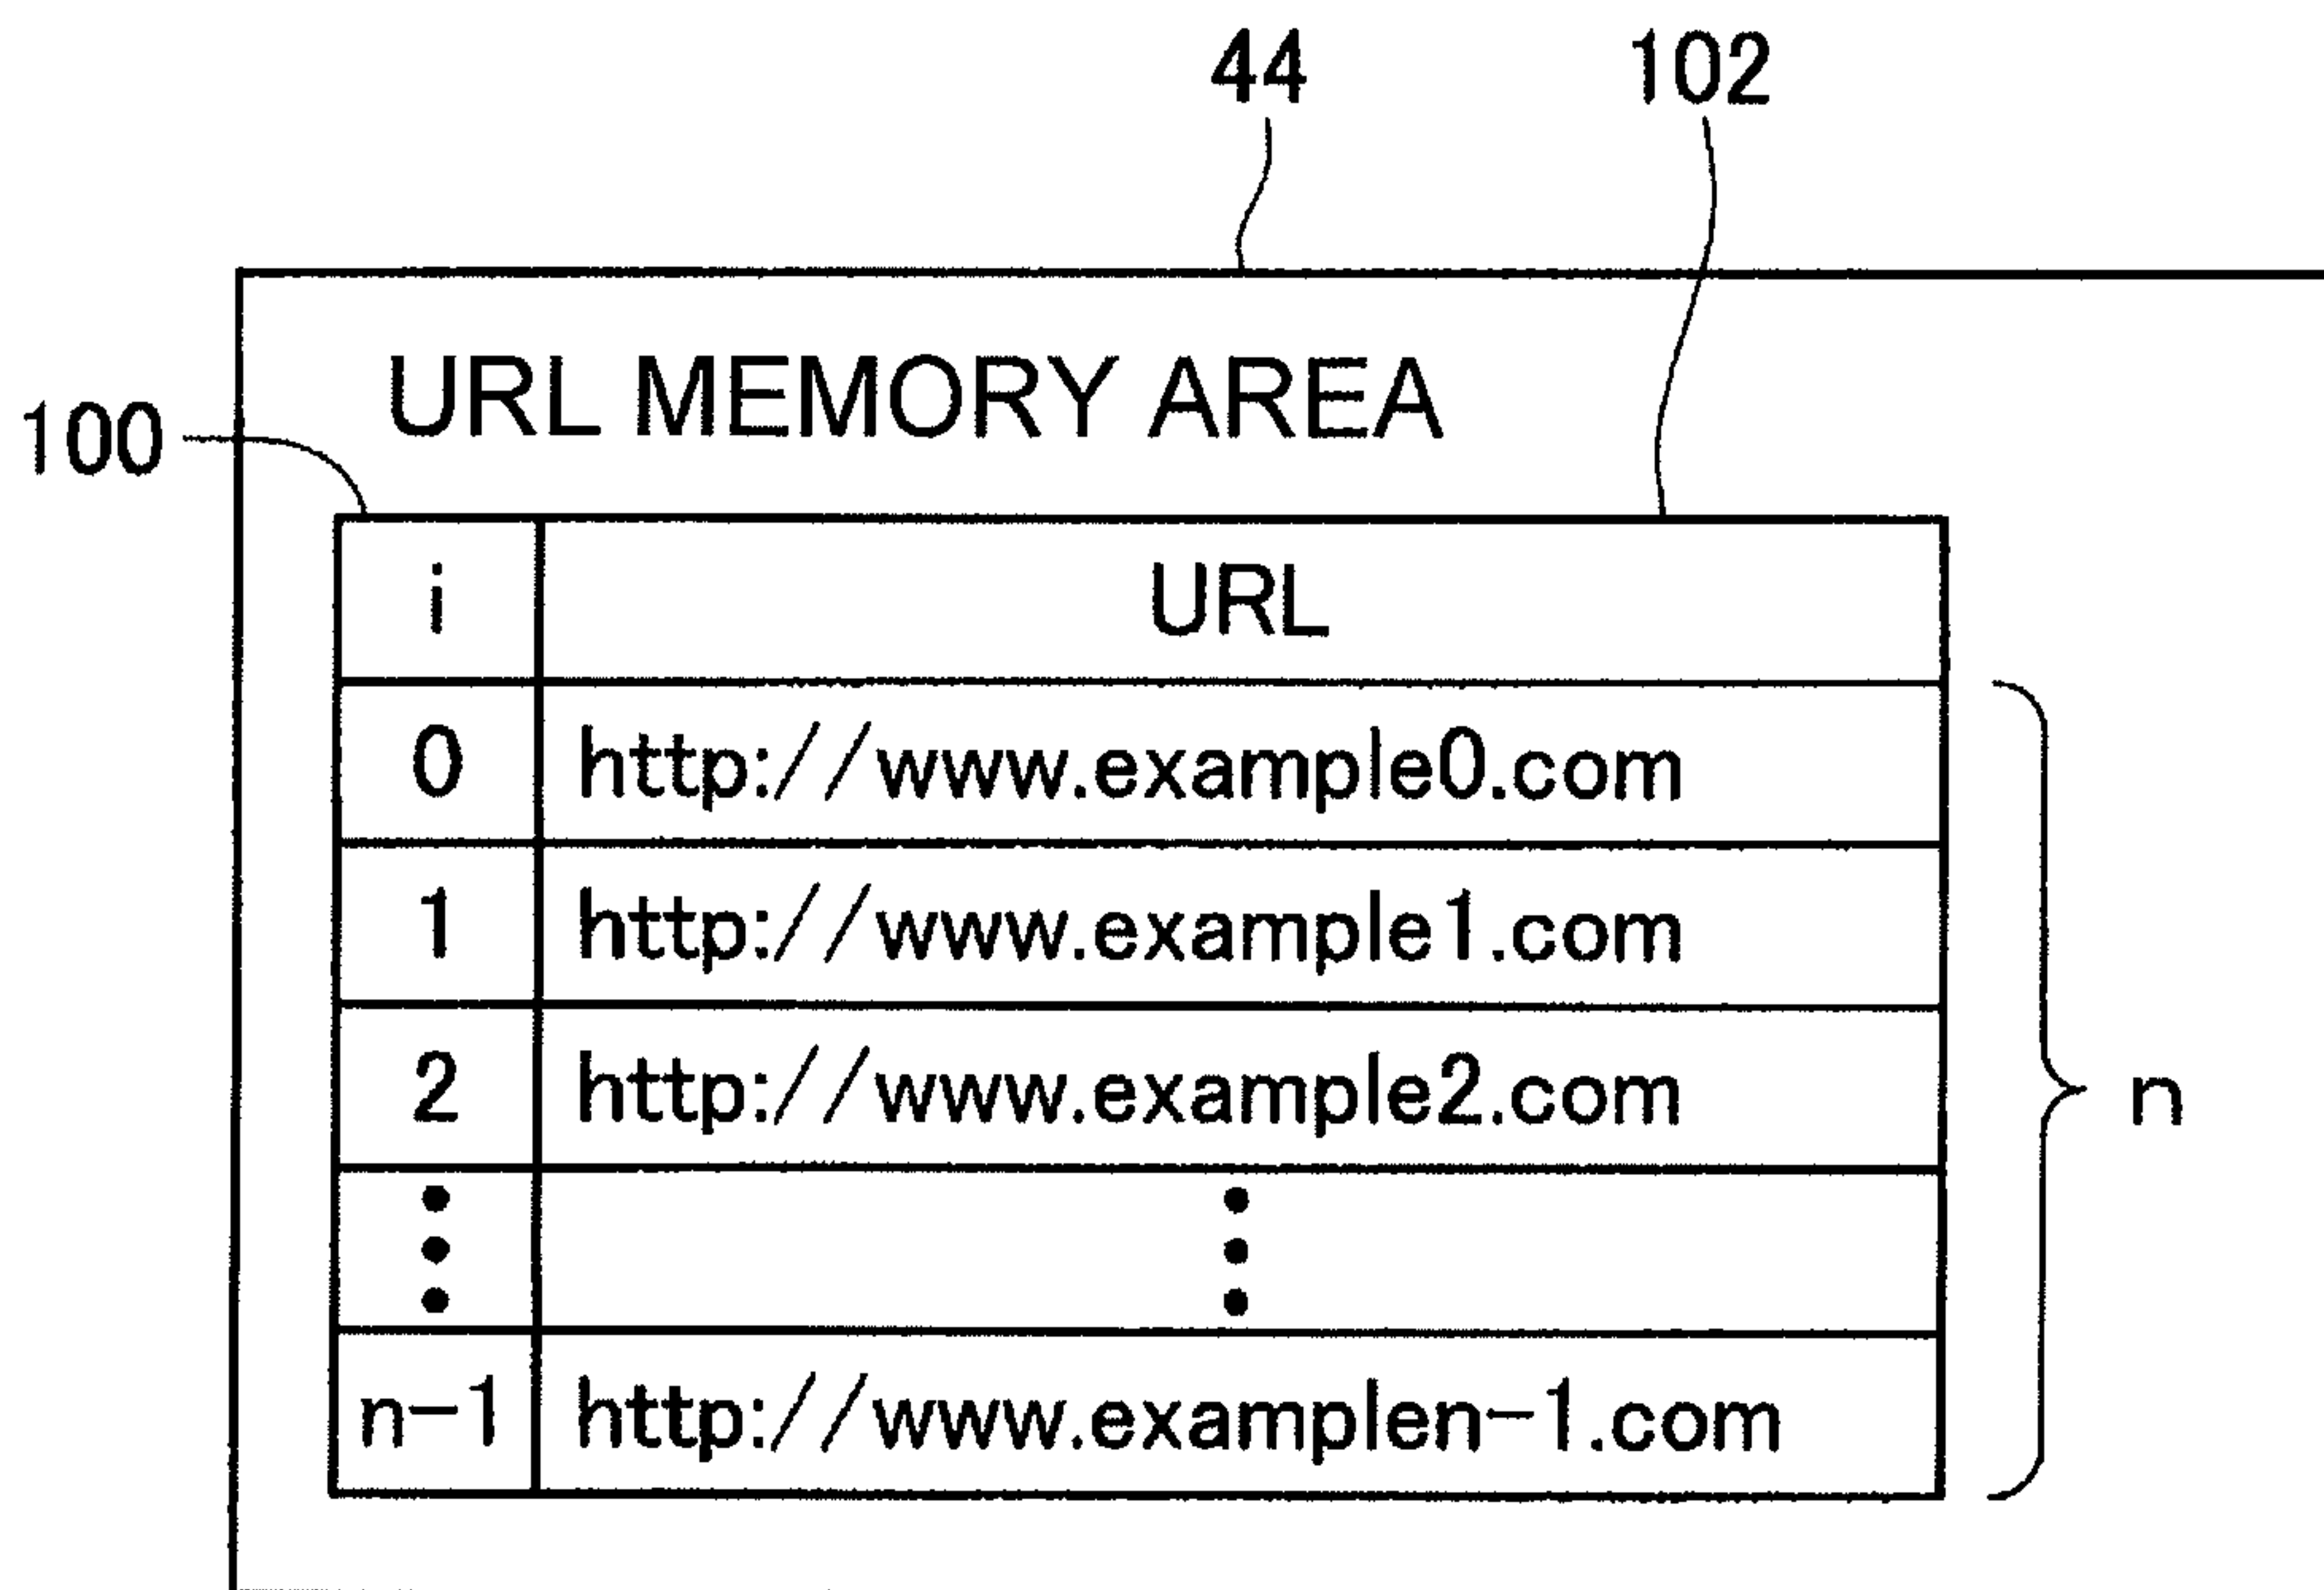 44 102
URL MEMORY AREA
100
i URL
0 http://www.example0.com
1 http://www.example1.com
2 http://www.example2.com
n
n-1 http://www.examplen-1.com